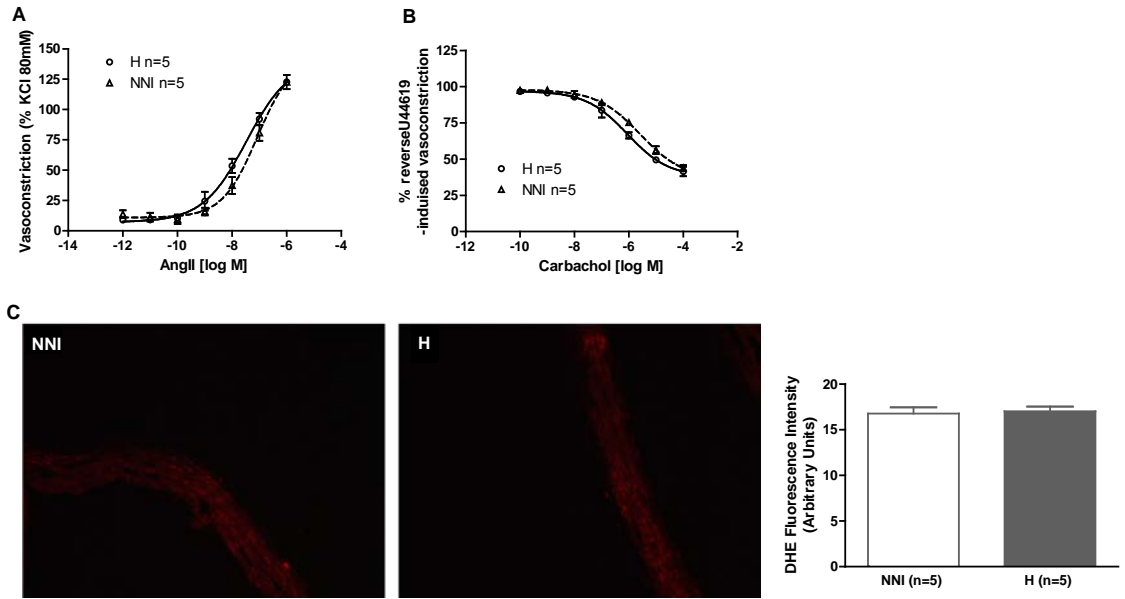 A
Vasoconstriction (% KCl 80mM)
150
125
100
75
50
25
0
H n=5
NNI n=5
-14
-12
-10
-8
-6
-4
AngII [log M]
B
% reverseU44619
-induised vasoconstriction
125
100
75
50
25
0
H n=5
NNI n=5
-12
-10
-8
-6
-4
-2
Carbachol [log M]
C
NNI
H
DHE Fluorescence Intensity
(Arbitrary Units)
20
15
10
5
0
NNI (n=5)
H (n=5)